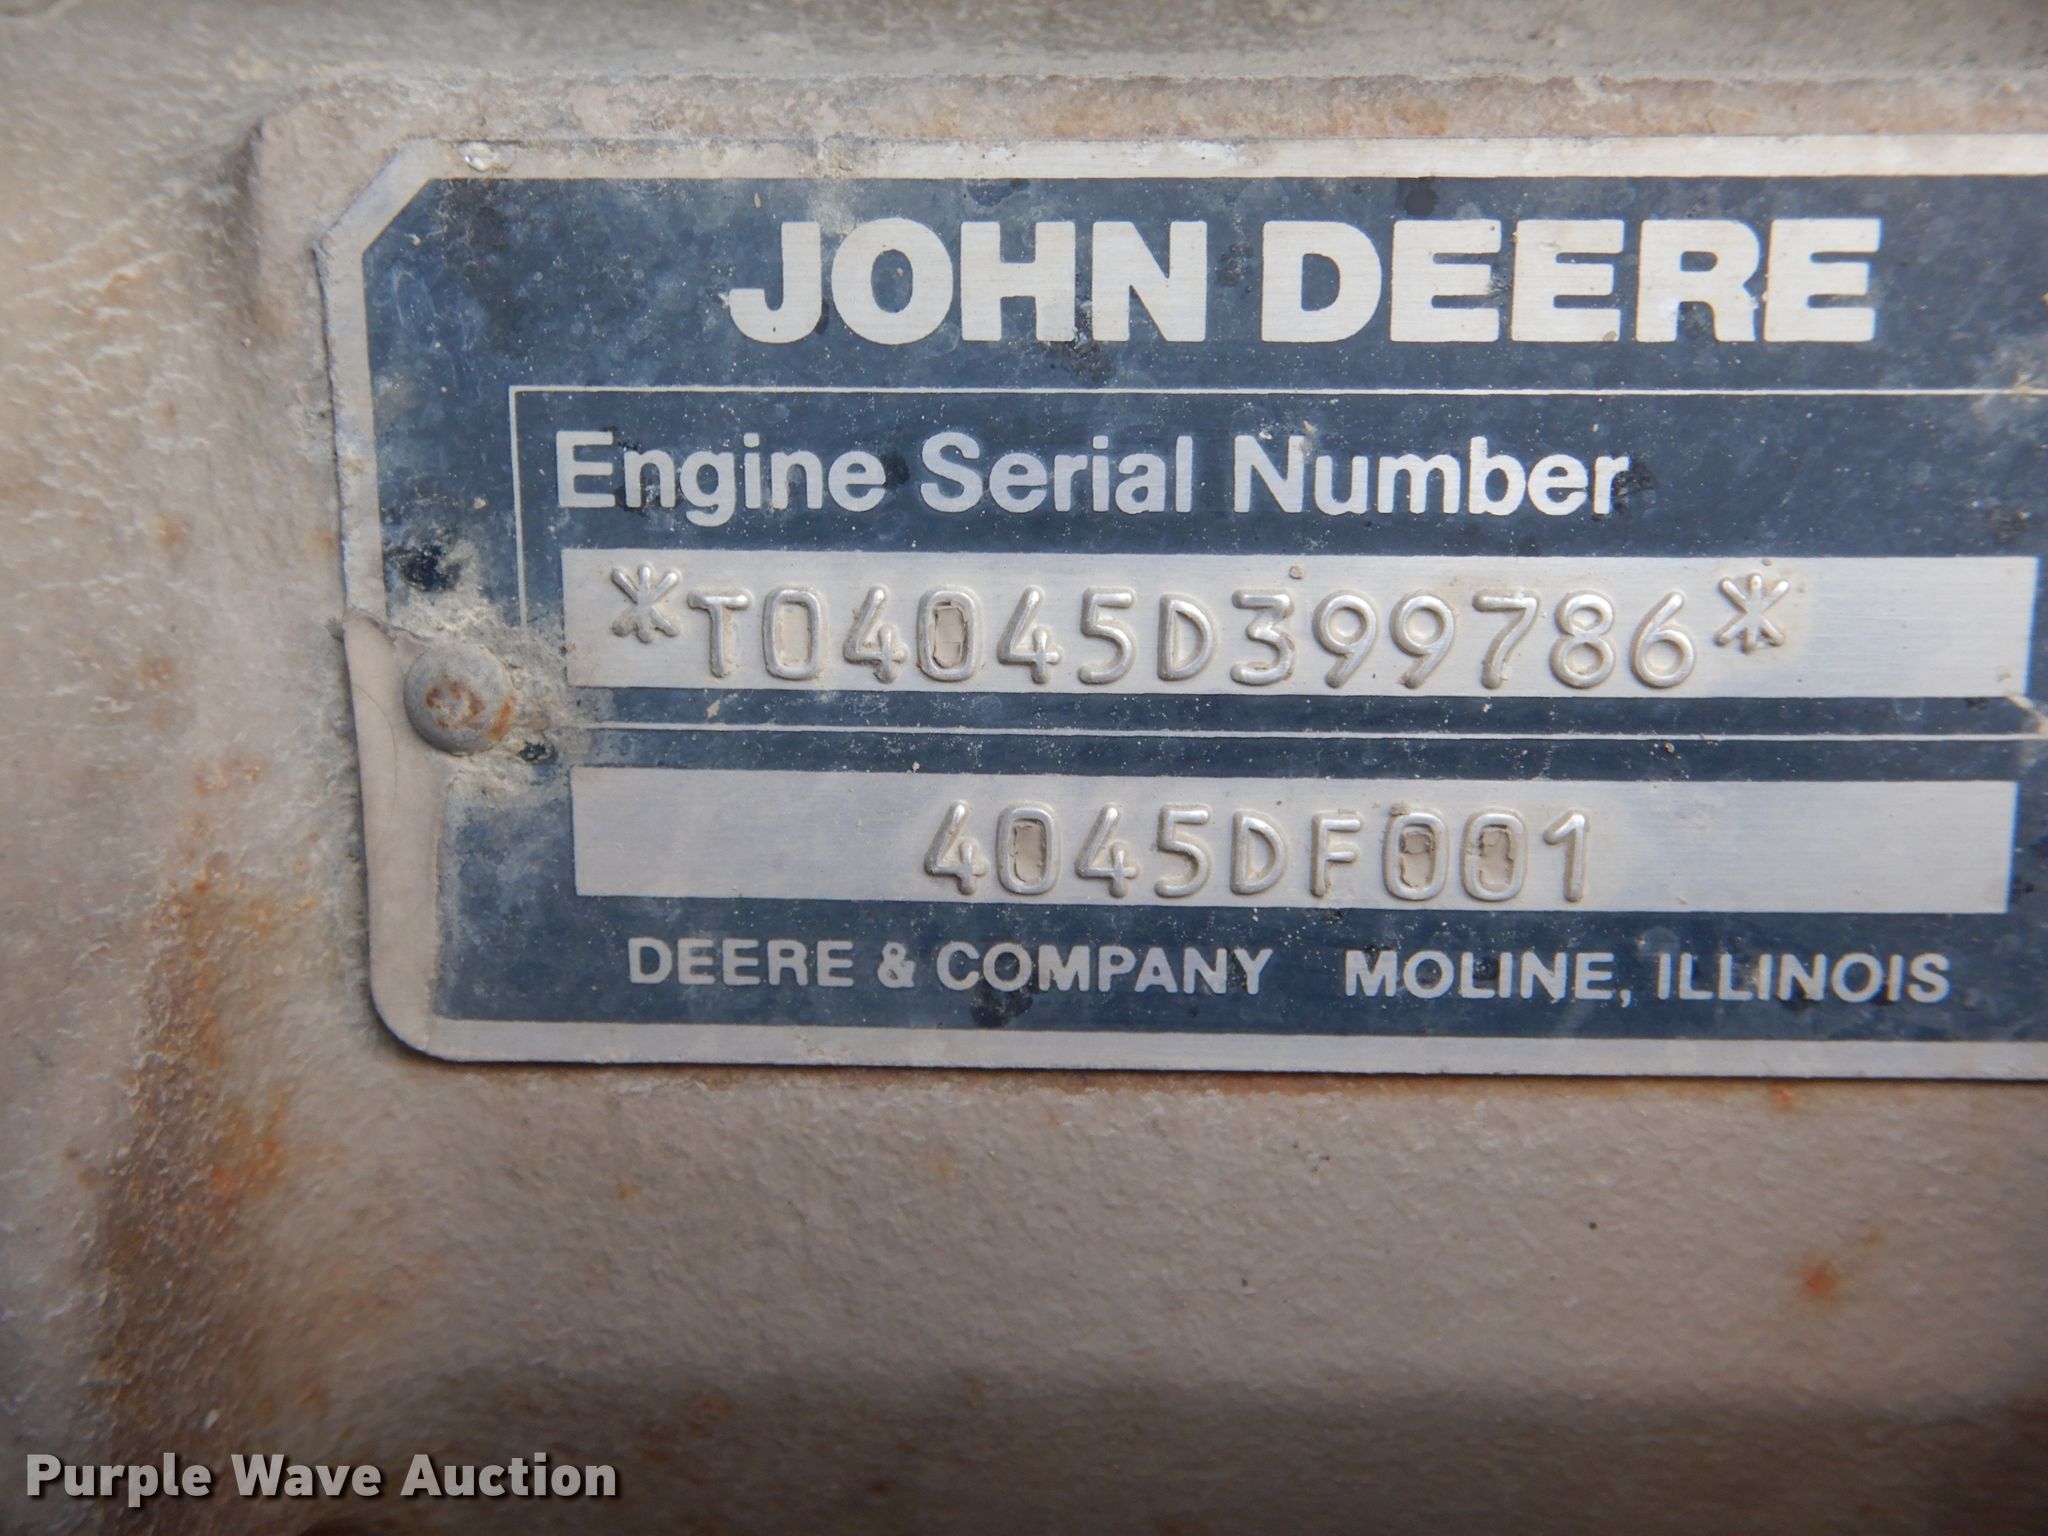 JOHN DEERE
Engine Serial Number
*T04045D399786*
4045DF001
DEERE & COMPANY MOLINE, ILLINOIS
Purple Wave Auction